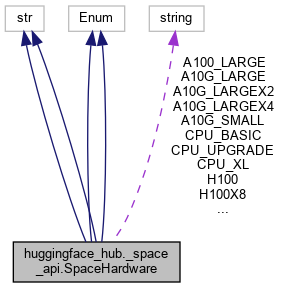 str
Enum
string
A100_LARGE
A10G_LARGE
A10G_LARGEX2
A10G_LARGEX4
A10G_SMALL
CPU_BASIC
CPU_UPGRADE
CPU_XL
H100
H100X8
...
huggingface_hub._space
_api.SpaceHardware